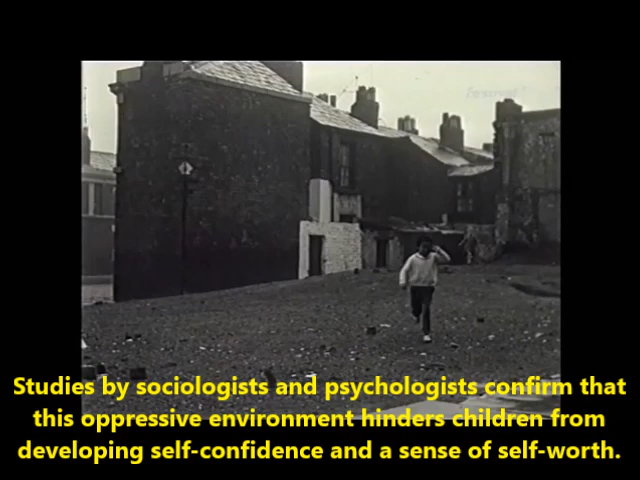 Studies by sociologists and psychologists confirm that
this oppressive environment hinders children from
developing self-confidence and a sense of self-worth.